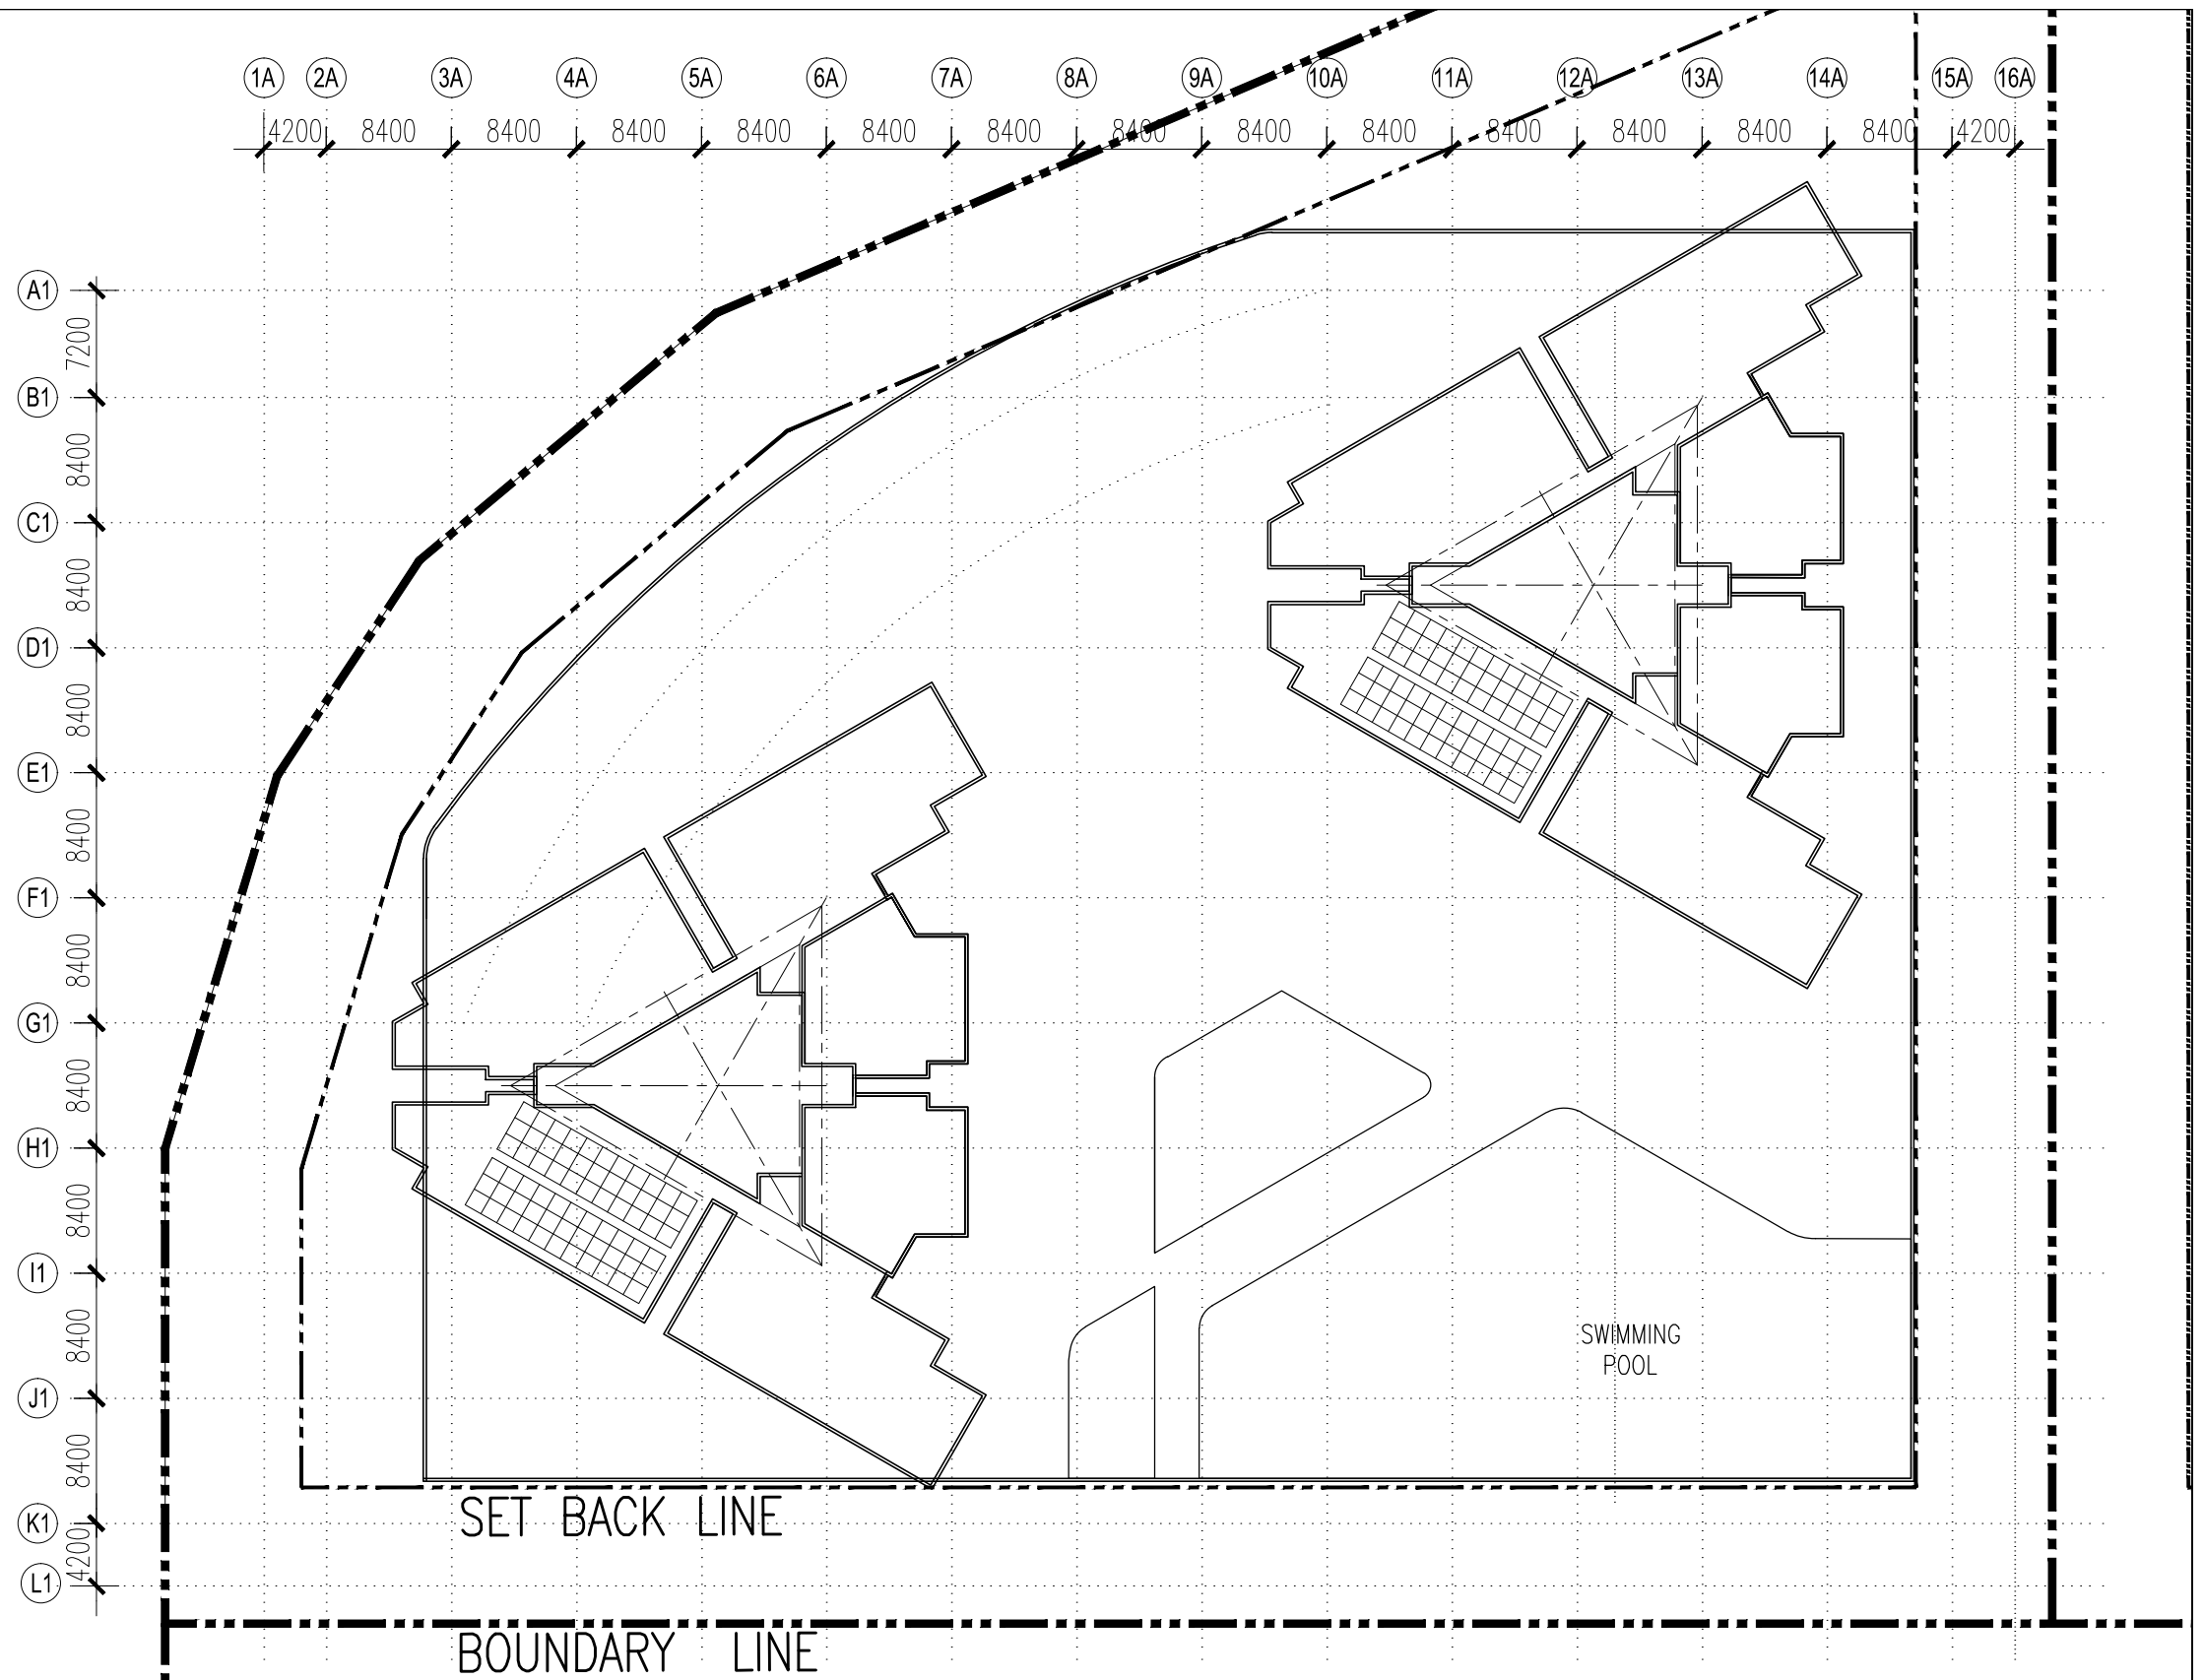 1A 2A 3A 4A 5A 6A 7A 8A 9A 10A 11A 12A 13A 14A 15A 16A
4200 8400 8400 8400 8400 8400 8400 8400 8400 8400 8400 8400 8400 8400 4200
A1
7200
B1
8400
C1
8400
D1
8400
E1
8400
F1
8400
G1
8400
H1
8400
I1
8400
J1
8400
K1
4200
L1
SWIMMING
POOL
SET BACK LINE
BOUNDARY LINE